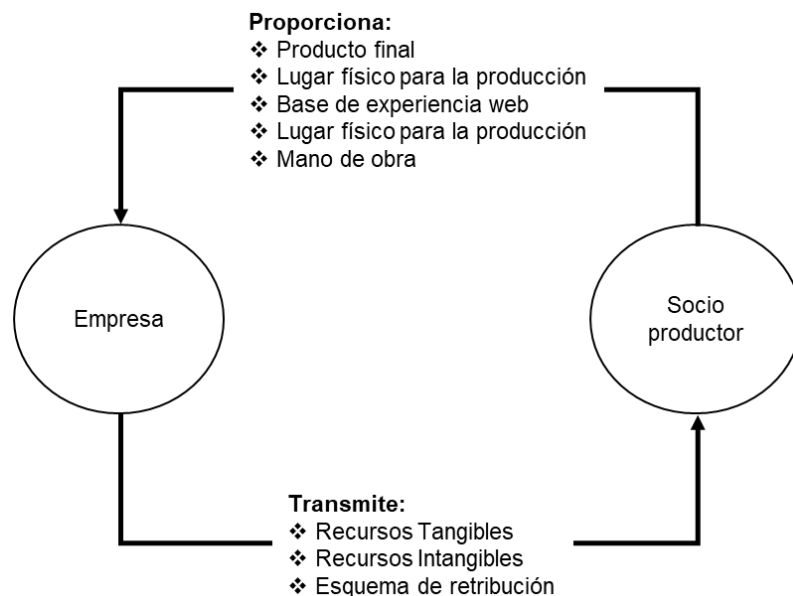 Proporciona:
❖ Producto final
❖ Lugar físico para la producción
❖ Base de experiencia web
❖ Lugar físico para la producción
❖ Mano de obra
Empresa
Socio
productor
Transmite:
❖ Recursos Tangibles
❖ Recursos Intangibles
❖ Esquema de retribución